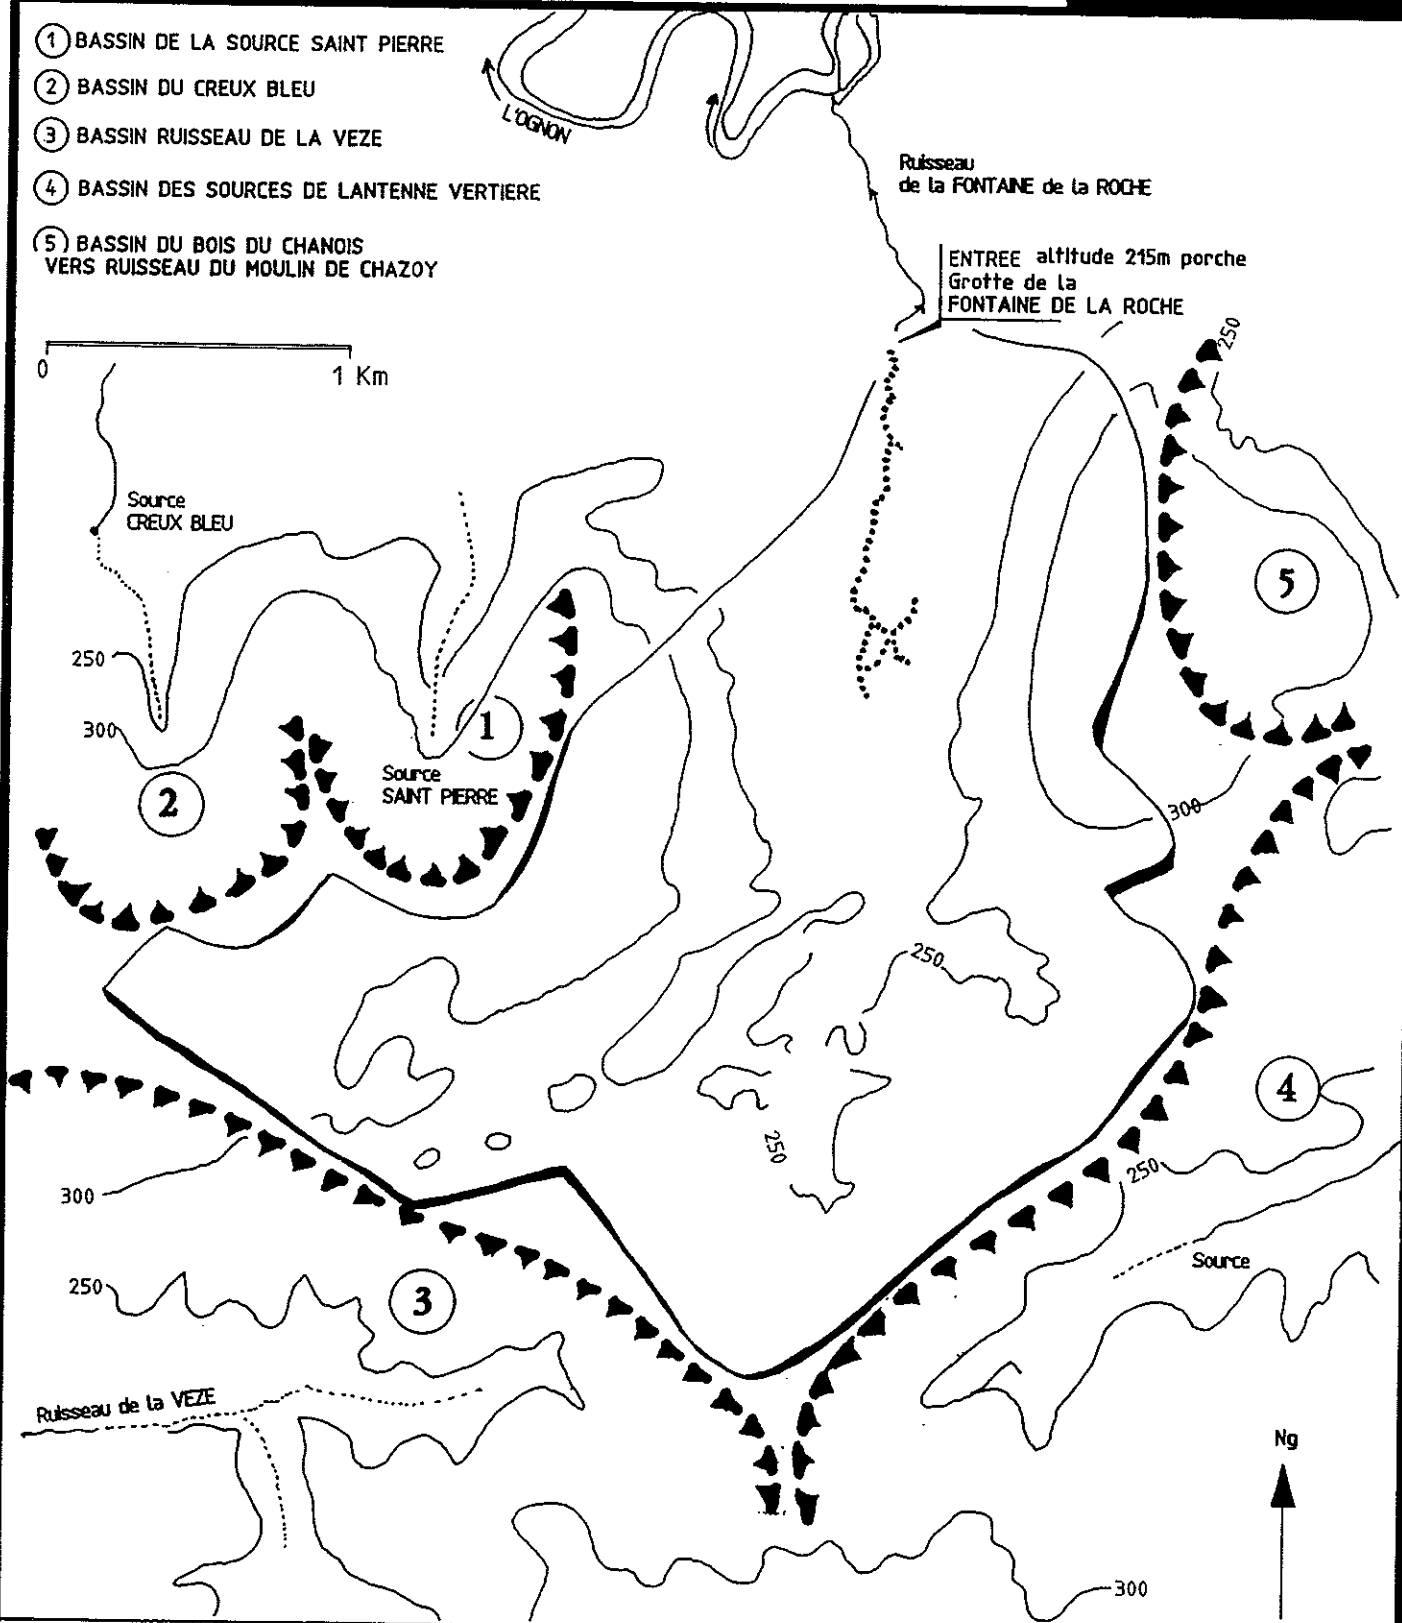 1 BASSIN DE LA SOURCE SAINT PIERRE
2 BASSIN DU CREUX BLEU
3 BASSIN RUISSEAU DE LA VEZE
4 BASSIN DES SOURCES DE LANTENNE VERTIERE
5 BASSIN DU BOIS DU CHANOIS
VERS RUISSEAU DU MOULIN DE CHAZOY
0 1 Km
L'OGNON
Ruisseau
de la FONTAINE de la ROCHE
ENTREE altitude 215m porche
Grotte de la
FONTAINE DE LA ROCHE
250
Source
CREUX BLEU
5
250
300
1
2
Source
SAINT PIERRE
300
250
4
250
250
300
Source
250
3
Ruisseau de la VEZE
Ng
300